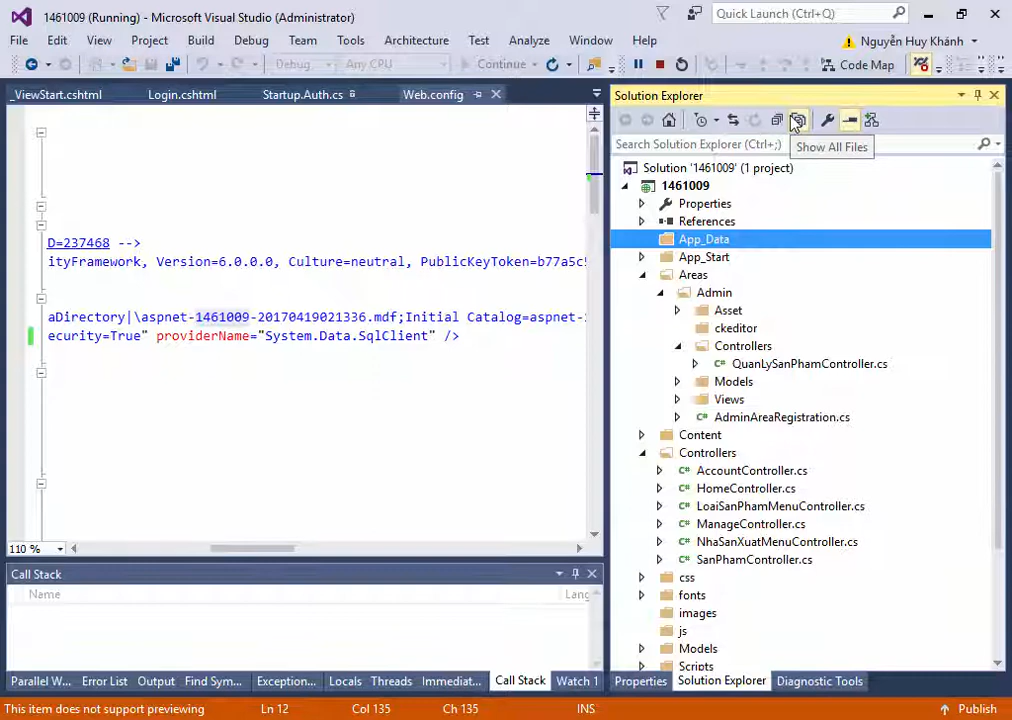 1461009 (Running) - Microsoft Visual Studio (Administrator)
Quick Launch (Ctrl+Q)
File Edit View Project Build Debug Team Tools Architecture Test Analyze Window Help
Nguyễn Huy Khánh
Debug Any CPU Continue Code Map
_ViewStart.cshtml Login.cshtml Startup.Auth.cs Web.config
D=237468 -->
ityFramework, Version=6.0.0.0, Culture=neutral, PublicKeyToken=b77a5c5
aDirectory|\aspnet-1461009-20170419021336.mdf;Initial Catalog=aspnet-
ecurity=True" providerName="System.Data.SqlClient" />
110 %
Call Stack
Name Lang
Parallel W... Error List Output Find Sym... Exception... Locals Threads Immediat... Call Stack Watch 1
Solution Explorer
Show All Files
Search Solution Explorer (Ctrl+;)
Solution '1461009' (1 project)
1461009
Properties
References
App_Data
App_Start
Areas
Admin
Asset
ckeditor
Controllers
QuanLySanPhamController.cs
Models
Views
AdminAreaRegistration.cs
Content
Controllers
AccountController.cs
HomeController.cs
LoaiSanPhamMenuController.cs
ManageController.cs
NhaSanXuatMenuController.cs
SanPhamController.cs
css
fonts
images
js
Models
Scripts
Properties Solution Explorer Diagnostic Tools
This item does not support previewing Ln 12 Col 135 Ch 135 INS Publish